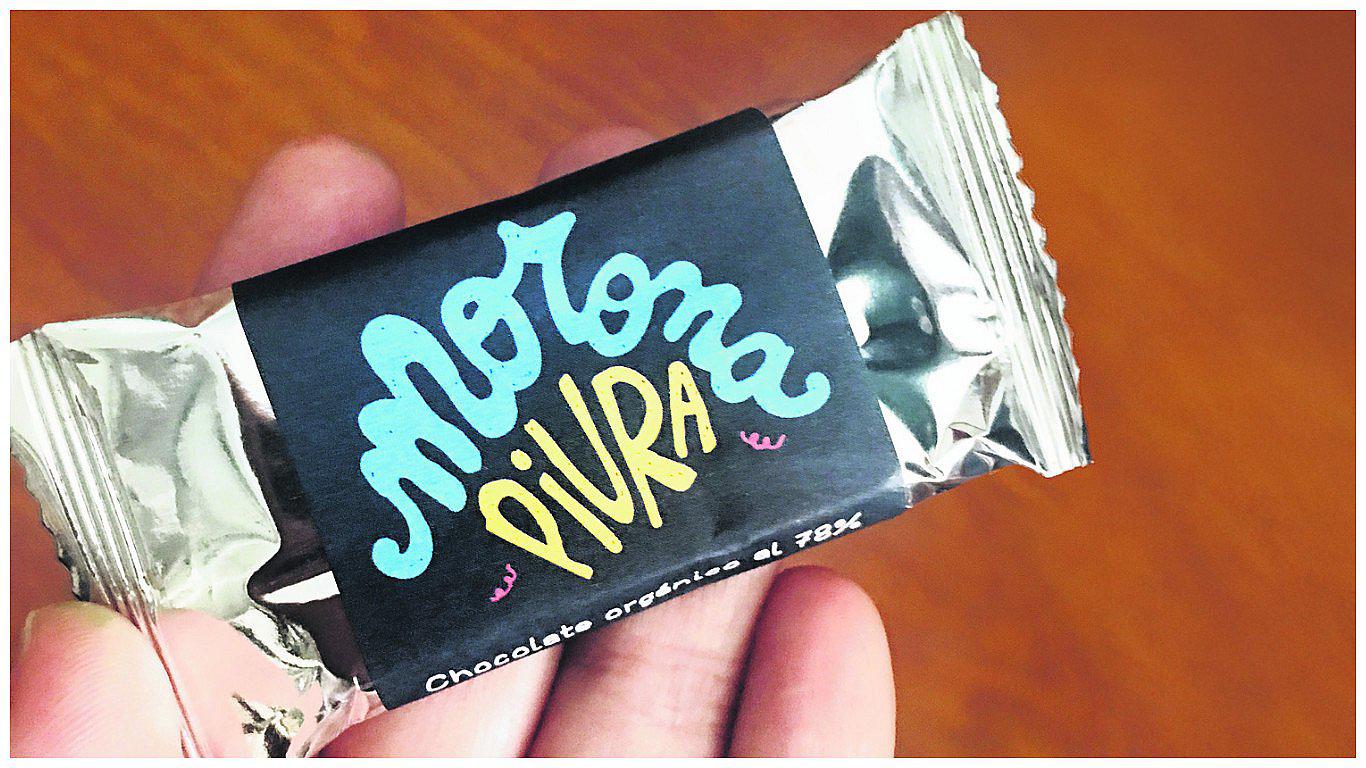 morona
PiURA
Chocolate orgánico al 78%